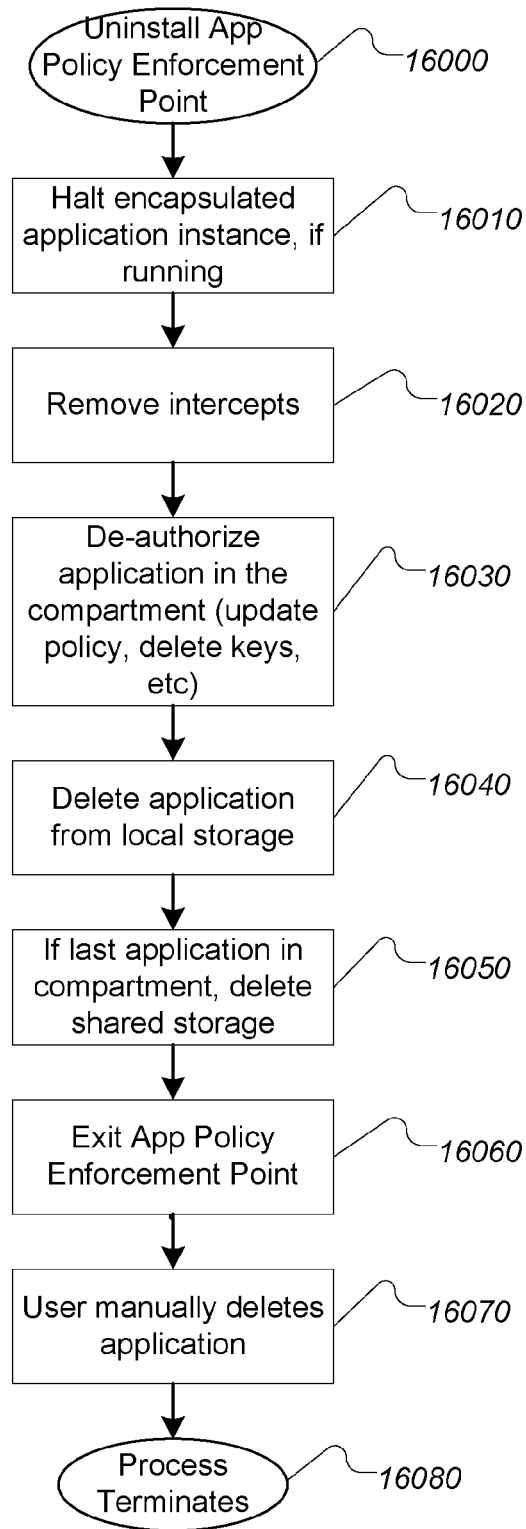 Uninstall App
Policy Enforcement
Point
16000
Halt encapsulated
application instance, if
running
16010
Remove intercepts
16020
De-authorize
application in the
compartment (update
policy, delete keys,
etc)
16030
Delete application
from local storage
16040
If last application in
compartment, delete
shared storage
16050
Exit App Policy
Enforcement Point
16060
User manually deletes
application
16070
Process
Terminates
16080